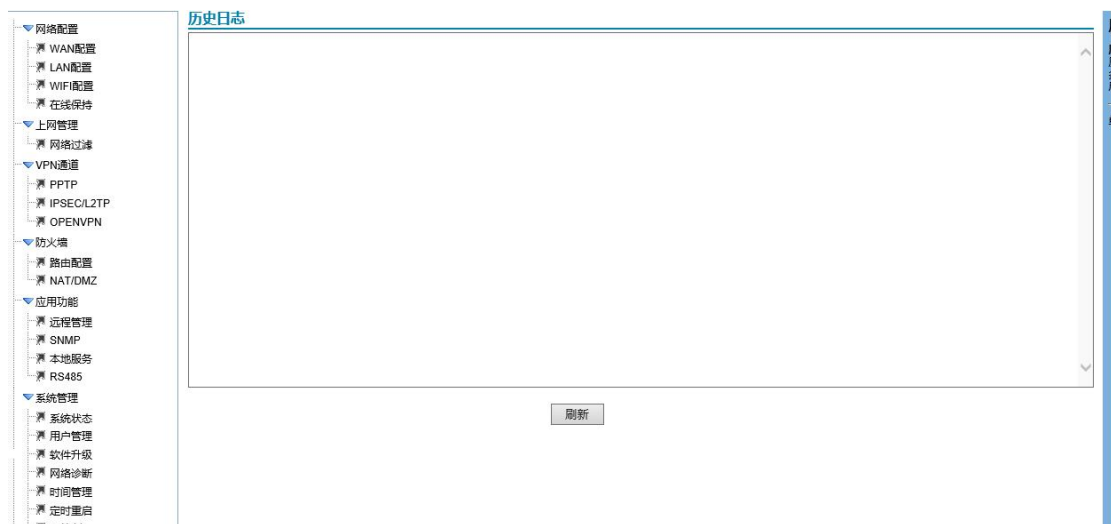 网络配置
WAN配置
LAN配置
WIFI配置
在线保持
上网管理
网络过滤
VPN通道
PPTP
IPSEC/L2TP
OPENVPN
防火墙
路由配置
NAT/DMZ
应用功能
远程管理
SNMP
本地服务
RS485
系统管理
系统状态
用户管理
软件升级
网络诊断
时间管理
定时重启
历史日志
刷新